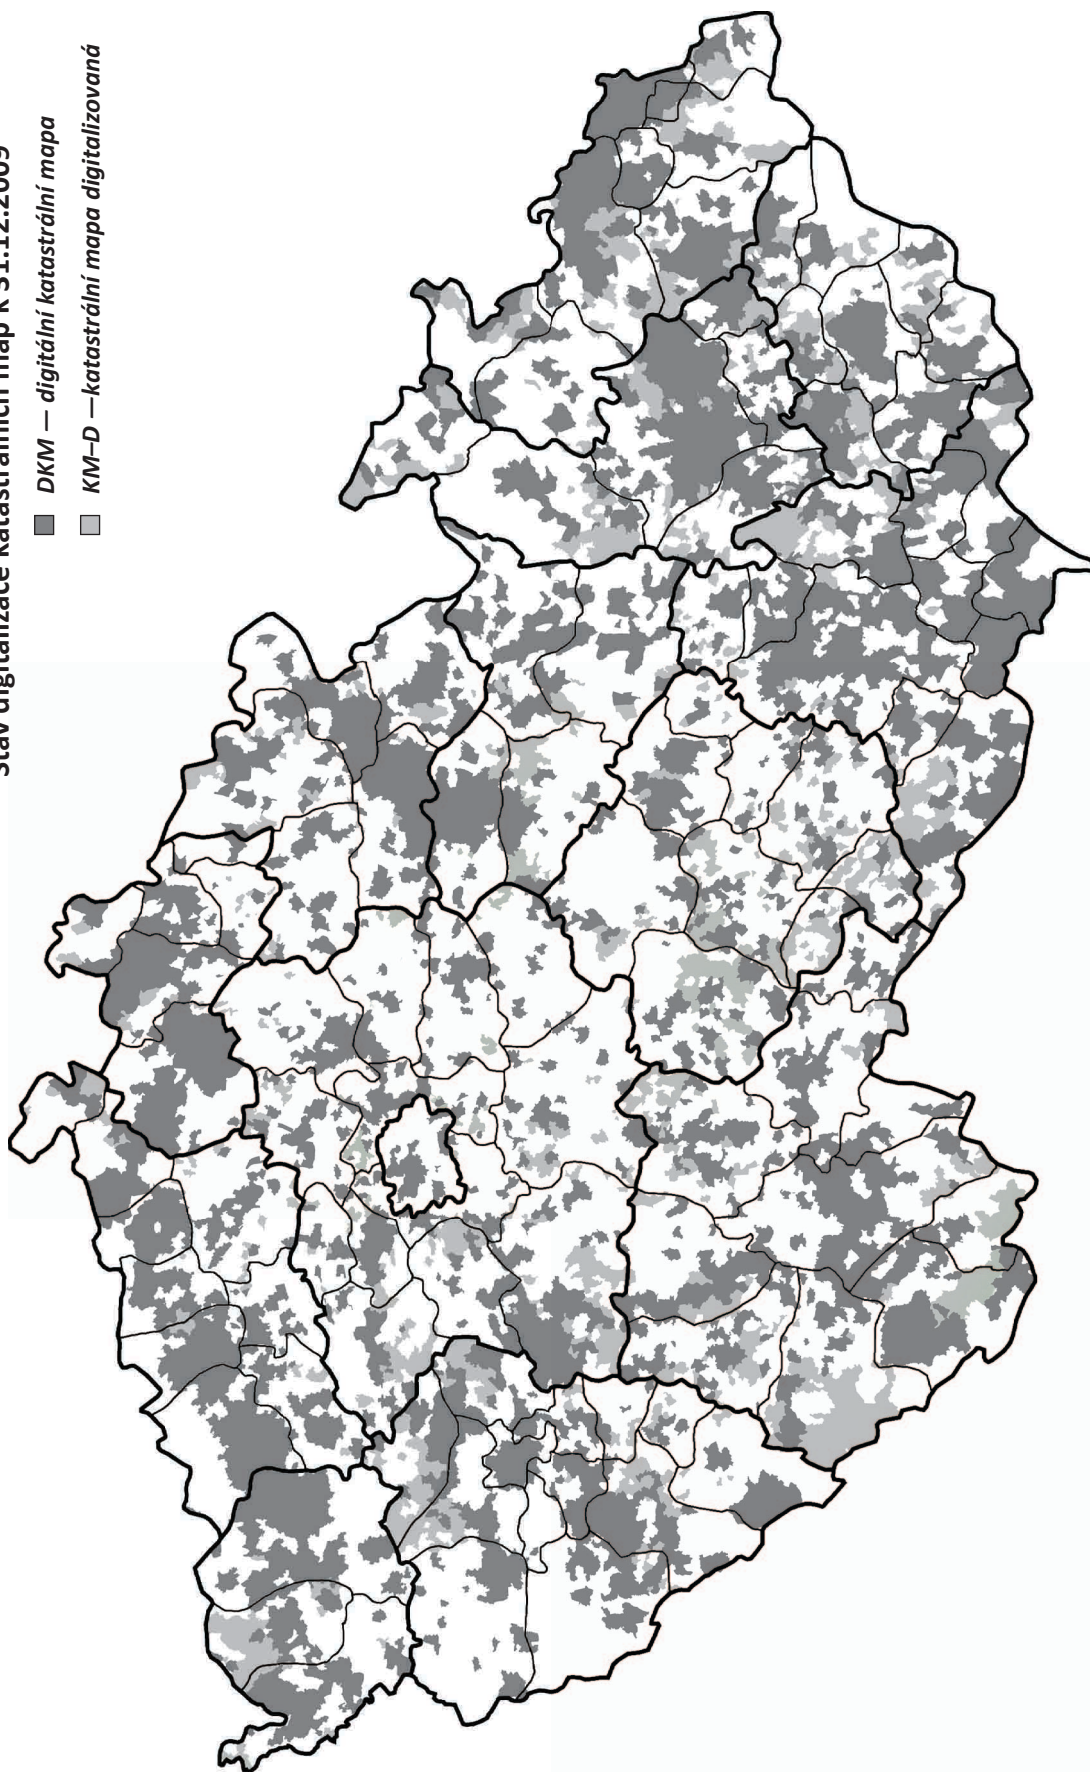 Stav digitalizace katastrálních map k 31.12.2009
DKM — digitální katastrální mapa
KM–D —katastrální mapa digitalizovaná